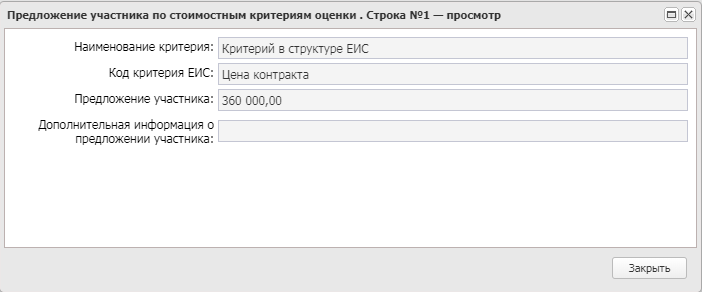 Предложение участника по стоимостным критериям оценки . Строка №1 — просмотр
Наименование критерия: Критерий в структуре ЕИС
Код критерия ЕИС: Цена контракта
Предложение участника: 360 000,00
Дополнительная информация о
предложении участника:
Закрыть